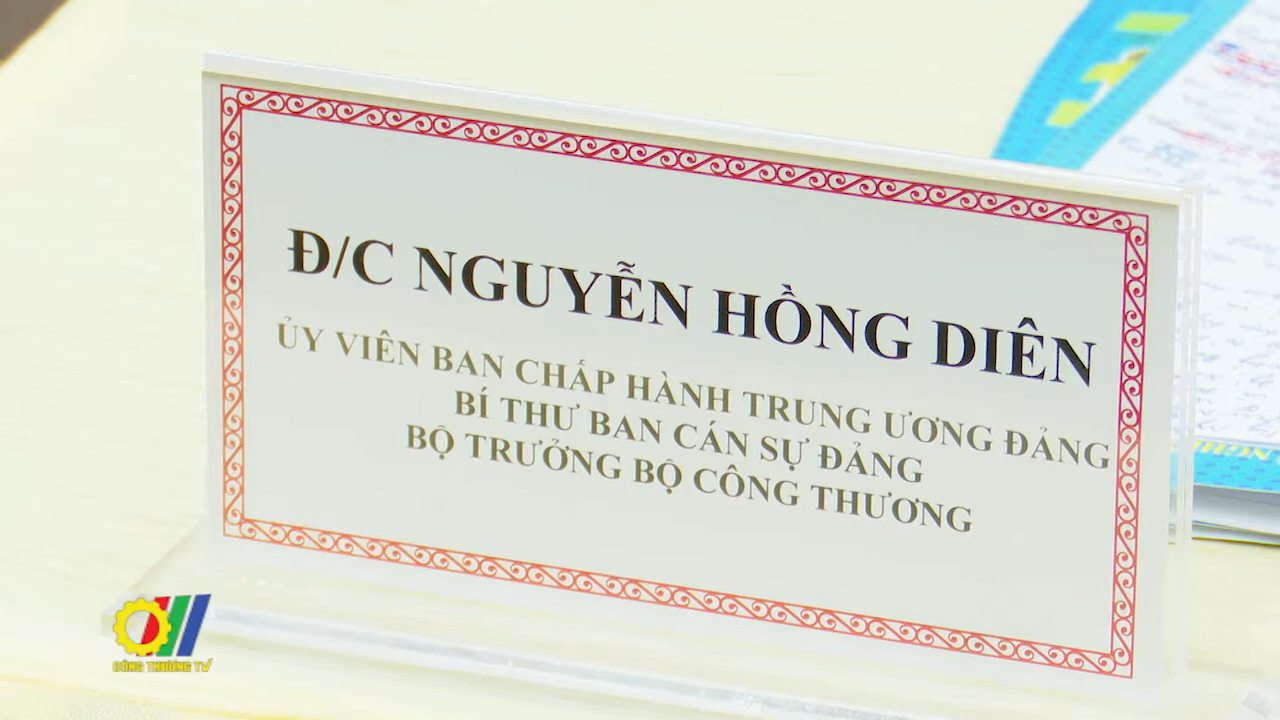 Đ/C NGUYỄN HỒNG DIÊN
ỦY VIÊN BAN CHẤP HÀNH TRUNG ƯƠNG ĐẢNG
BÍ THƯ BAN CÁN SỰ ĐẢNG
BỘ TRƯỞNG BỘ CÔNG THƯƠNG
CÔNG THƯƠNG TV